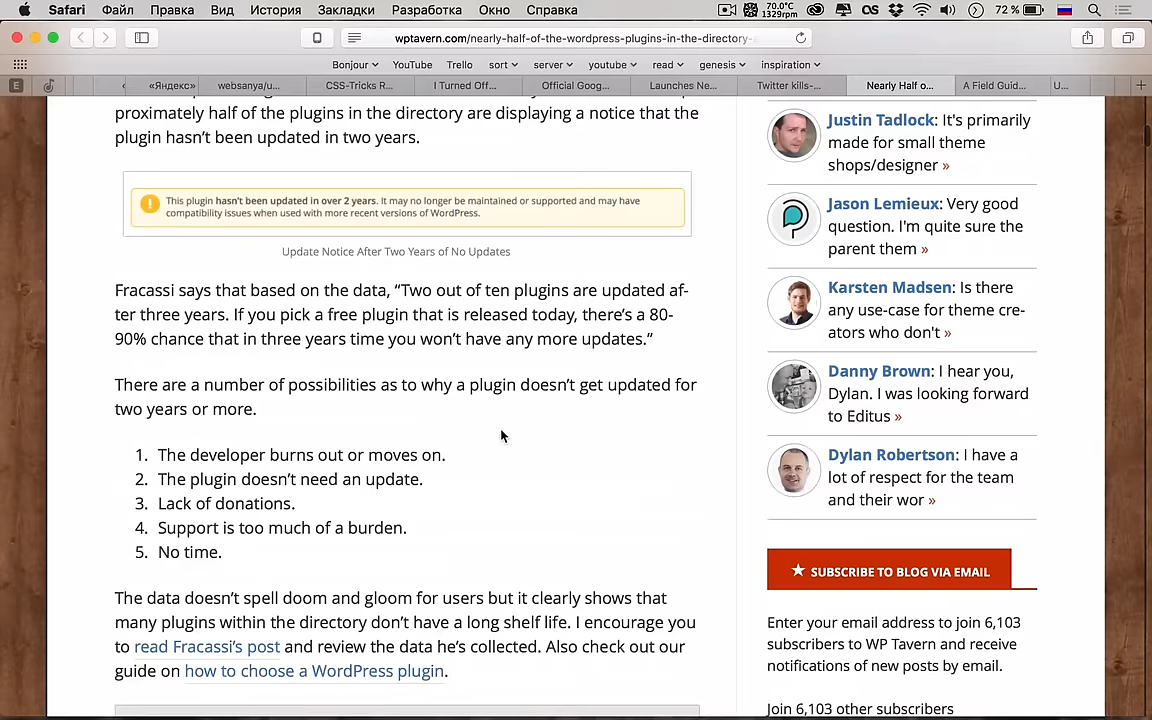 Safari Файл Правка Вид История Закладки Разработка Окно Справка 70.0°C 1329rpm 72 %
wptavern.com/nearly-half-of-the-wordpress-plugins-in-the-directory-
Bonjour YouTube Trello sort server youtube read genesis inspiration
E «Яндекс» websanya/u... CSS-Tricks R... I Turned Off... Official Goog... Launches Ne... Twitter kills-... Nearly Half o... A Field Guid... U...
proximately half of the plugins in the directory are displaying a notice that the
plugin hasn't been updated in two years.
This plugin hasn't been updated in over 2 years. It may no longer be maintained or supported and may have
compatibility issues when used with more recent versions of WordPress.
Update Notice After Two Years of No Updates
Fracassi says that based on the data, “Two out of ten plugins are updated af-
ter three years. If you pick a free plugin that is released today, there’s a 80-
90% chance that in three years time you won’t have any more updates.”
There are a number of possibilities as to why a plugin doesn’t get updated for
two years or more.
1. The developer burns out or moves on.
2. The plugin doesn’t need an update.
3. Lack of donations.
4. Support is too much of a burden.
5. No time.
The data doesn’t spell doom and gloom for users but it clearly shows that
many plugins within the directory don’t have a long shelf life. I encourage you
to read Fracassi’s post and review the data he’s collected. Also check out our
guide on how to choose a WordPress plugin.
Justin Tadlock: It's primarily
made for small theme
shops/designer »
Jason Lemieux: Very good
question. I'm quite sure the
parent them »
Karsten Madsen: Is there
any use-case for theme cre-
ators who don't »
Danny Brown: I hear you,
Dylan. I was looking forward
to Editus »
Dylan Robertson: I have a
lot of respect for the team
and their wor »
★ SUBSCRIBE TO BLOG VIA EMAIL
Enter your email address to join 6,103
subscribers to WP Tavern and receive
notifications of new posts by email.
Join 6,103 other subscribers